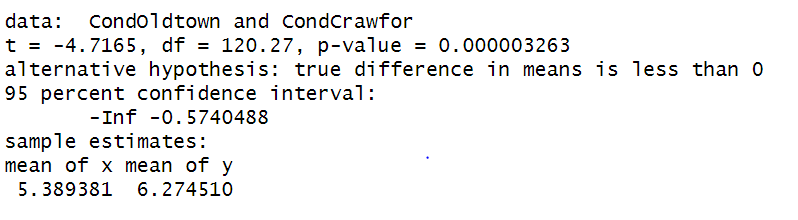 data:  CondOldtown and CondCrawfor
t = -4.7165, df = 120.27, p-value = 0.000003263
alternative hypothesis: true difference in means is less than 0
95 percent confidence interval:
       -Inf -0.5740488
sample estimates:
mean of x mean of y
 5.389381  6.274510